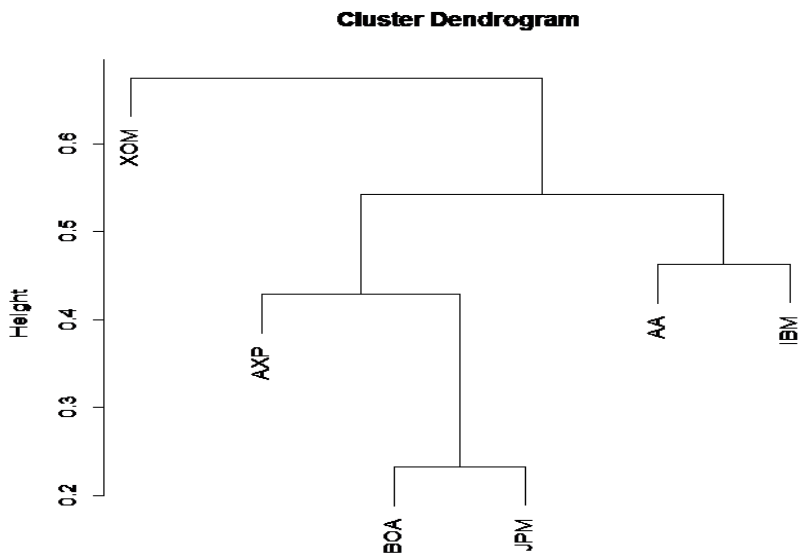 Cluster Dendrogram
Height
0.6
0.5
0.4
0.3
0.2
XOM
AXP
BOA
JPM
AA
IBM